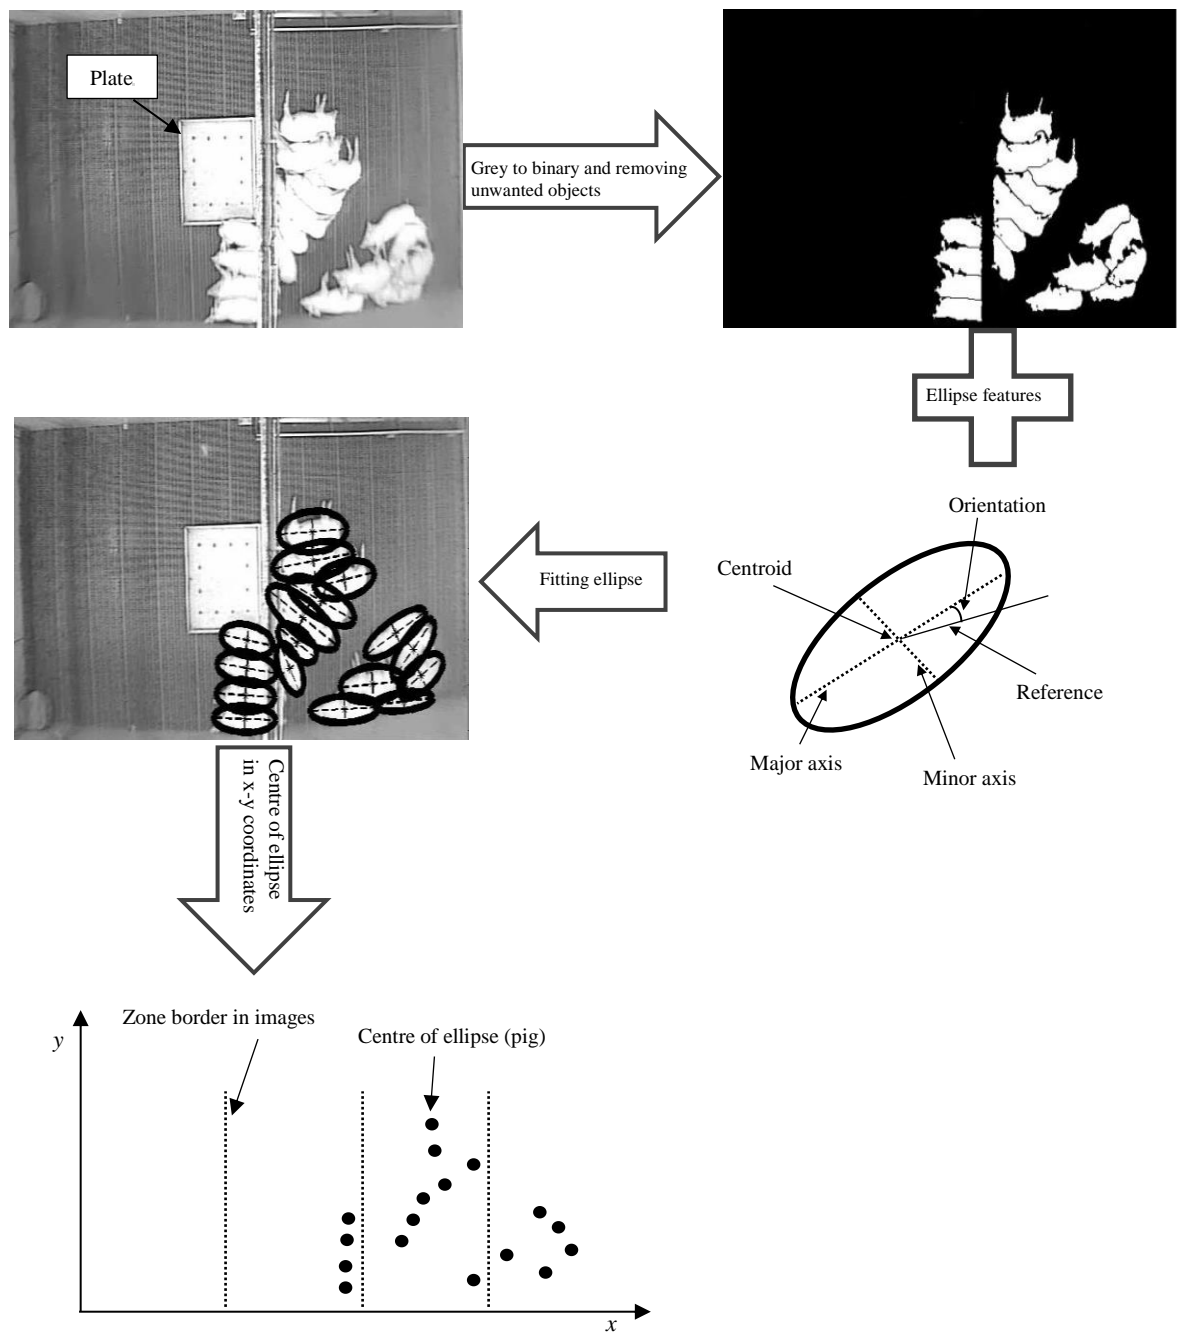 Plate
Grey to binary and removing
unwanted objects
Ellipse features
Orientation
Centroid
Fitting ellipse
Reference
Major axis
Minor axis
Centre of ellipse
in x-y coordinates
Zone border in images
Centre of ellipse (pig)
y
x